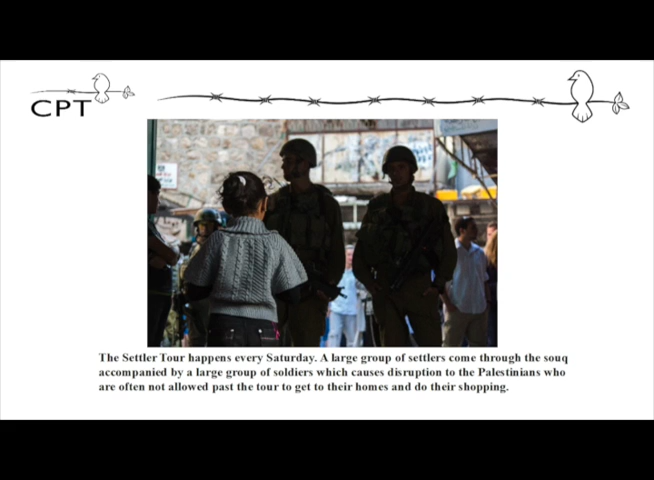 CPT
The Settler Tour happens every Saturday. A large group of settlers come through the souq
accompanied by a large group of soldiers which causes disruption to the Palestinians who
are often not allowed past the tour to get to their homes and do their shopping.